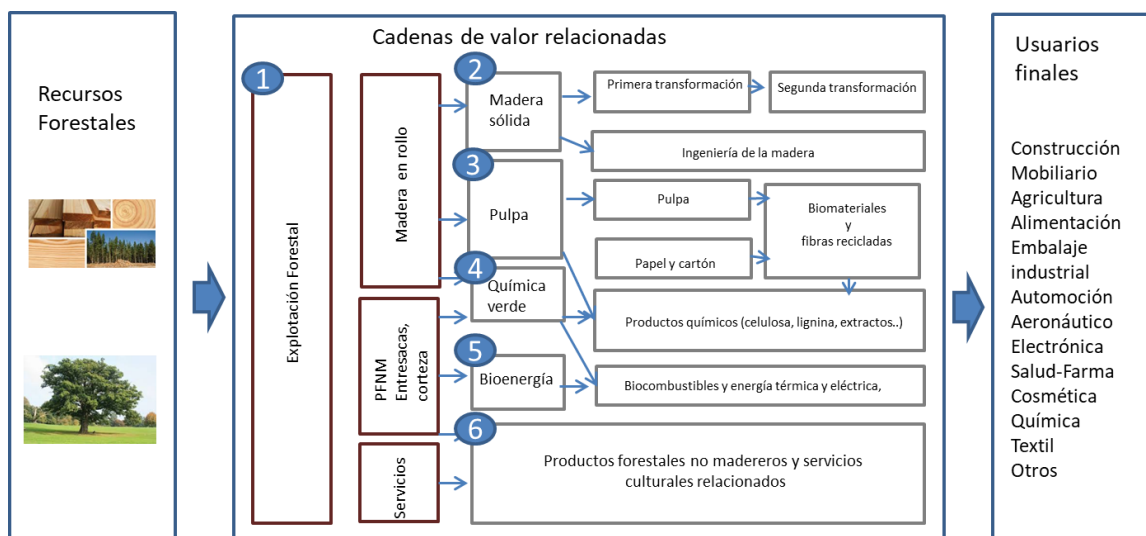 Recursos
Forestales
Cadenas de valor relacionadas
1
Explotación Forestal
Madera en rollo
PFNM
Entresacas,
corteza
Servicios
2
Madera
sólida
Primera transformación
Segunda transformación
Ingeniería de la madera
3
Pulpa
Pulpa
Papel y cartón
Biomateriales
y
fibras recicladas
4
Química
verde
Productos químicos (celulosa, lignina, extractos..)
5
Bioenergía
Biocombustibles y energía térmica y eléctrica,
6
Productos forestales no madereros y servicios
culturales relacionados
Usuarios
finales
Construcción
Mobiliario
Agricultura
Alimentación
Embalaje
industrial
Automoción
Aeronáutico
Electrónica
Salud-Farma
Cosmética
Química
Textil
Otros